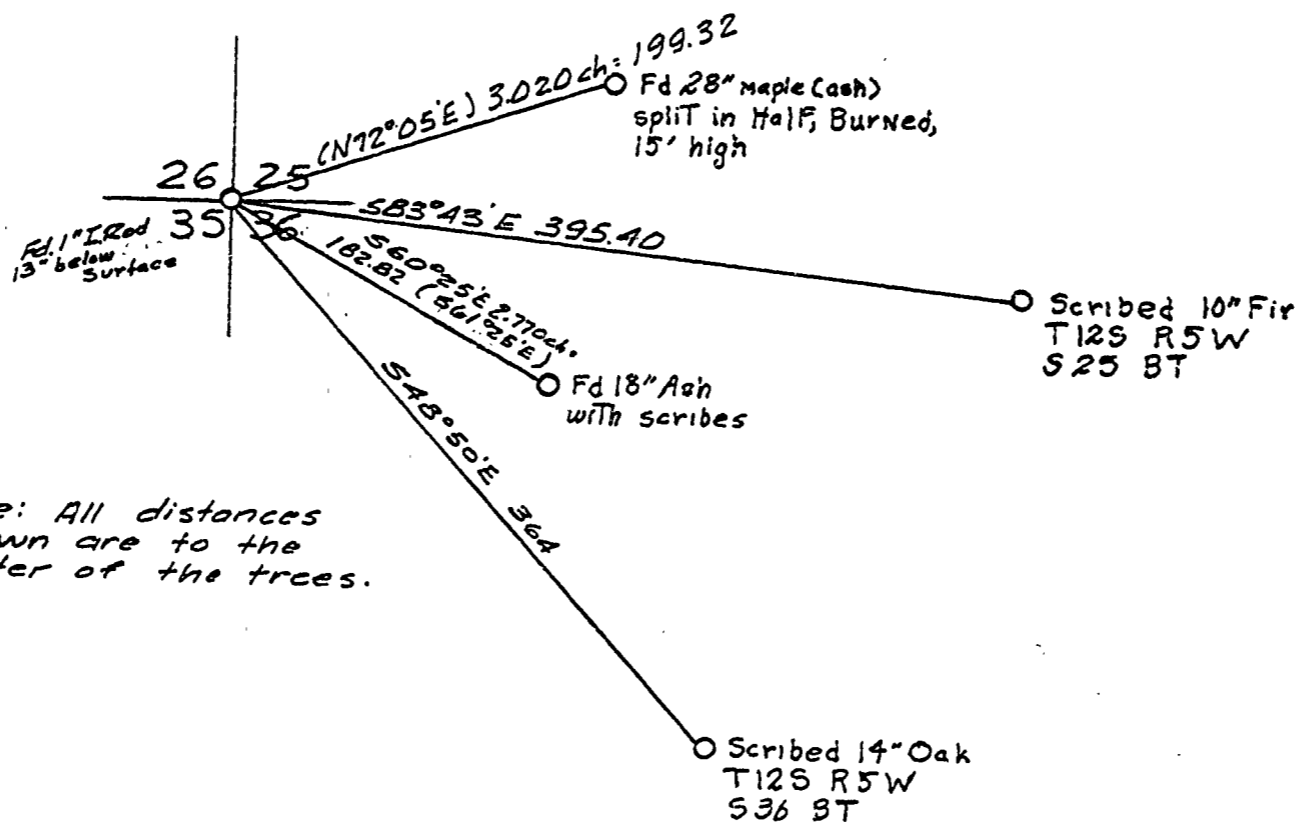 (N72°05'E) 3.020ch= 199.32
Fd 28" Maple (ash)
split in Half, Burned,
15' high
26 25
35 36
Fd. 1" I.Rod
13" below
Surface
S83°43'E 395.40
Scribed 10" Fir
T12S R5W
S25 BT
S60°25'E 2.770ch=
182.82 (S61°25'E)
Fd 18" Ash
with scribes
S48°50'E 364
e: All distances
wn are to the
ter of the trees.
Scribed 14" Oak
T12S R5W
S36 BT